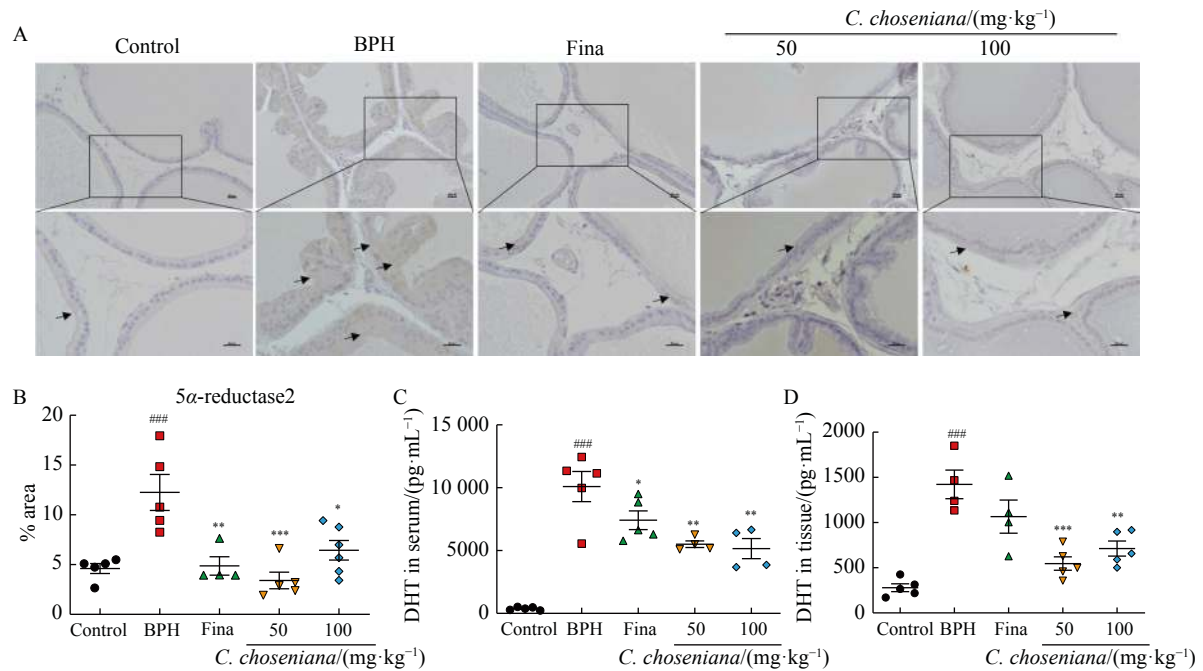 C. choseniana/(mg·kg⁻¹)
A
Control
BPH
Fina
50
100
B
5α-reductase2
% area
20
15
10
5
0
###
**
***
*
Control
BPH
Fina
50
100
C. choseniana/(mg·kg⁻¹)
C
DHT in serum/(pg·mL⁻¹)
15 000
10 000
5000
0
###
*
**
**
Control
BPH
Fina
50
100
C. choseniana/(mg·kg⁻¹)
D
DHT in tissue/(pg·mL⁻¹)
2000
1500
1000
500
0
###
***
**
Control
BPH
Fina
50
100
C. choseniana/(mg·kg⁻¹)